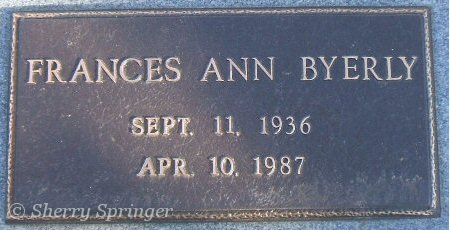 FRANCES ANN BYERLY
SEPT. 11, 1936
APR. 10, 1987
© Sherry Springer